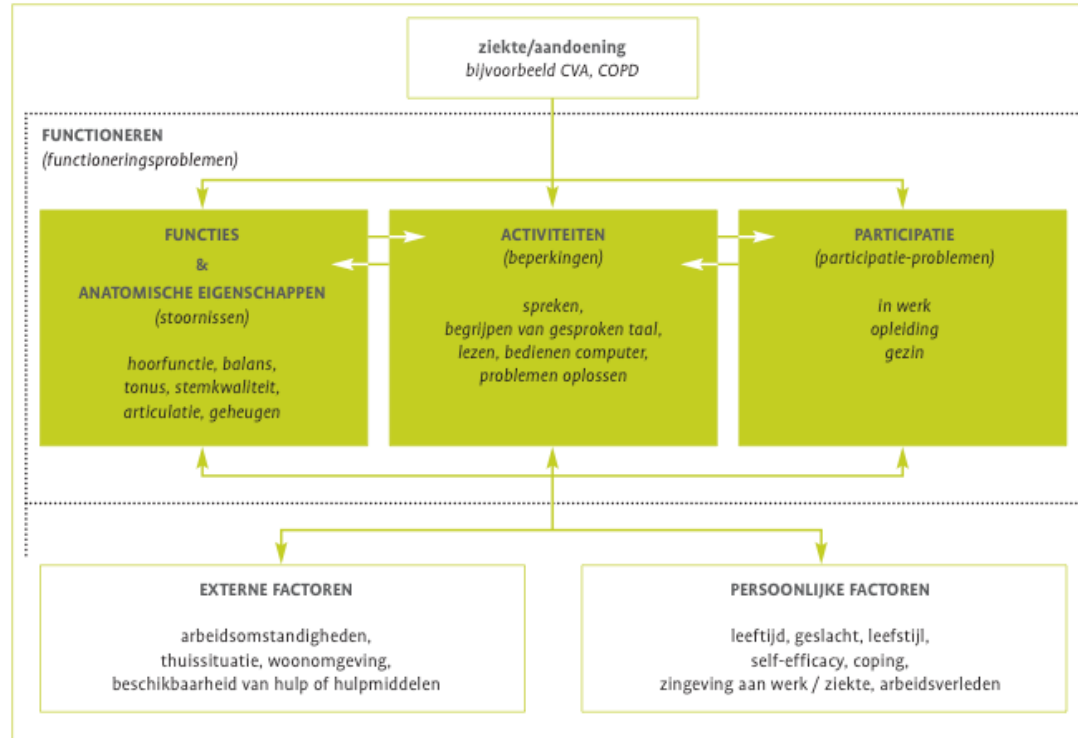 ziekte/aandoening
bijvoorbeeld CVA, COPD
FUNCTIONEREN
(functioneringsproblemen)
FUNCTIES
&
ANATOMISCHE EIGENSCHAPPEN
(stoornissen)
hoorfunctie, balans,
tonus, stemkwaliteit,
articulatie, geheugen
ACTIVITEITEN
(beperkingen)
spreken,
begrijpen van gesproken taal,
lezen, bedienen computer,
problemen oplossen
PARTICIPATIE
(participatie-problemen)
in werk
opleiding
gezin
EXTERNE FACTOREN
arbeidsomstandigheden,
thuissituatie, woonomgeving,
beschikbaarheid van hulp of hulpmiddelen
PERSOONLIJKE FACTOREN
leeftijd, geslacht, leefstijl,
self-efficacy, coping,
zingeving aan werk / ziekte, arbeidsverleden